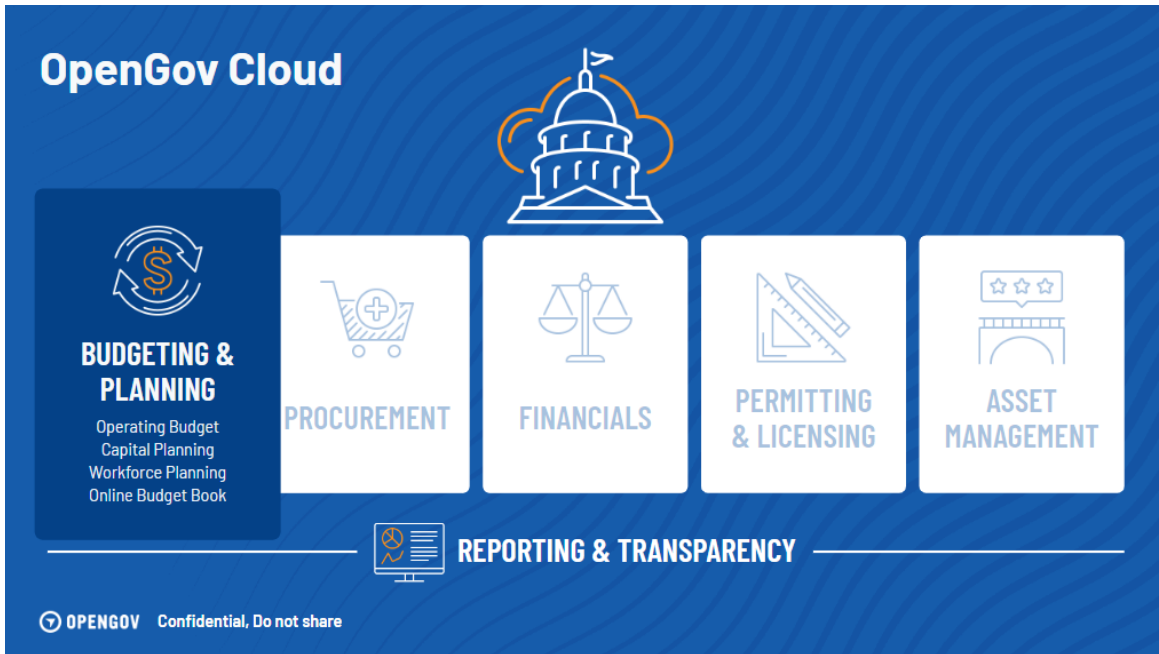 OpenGov Cloud
BUDGETING &
PLANNING
Operating Budget
Capital Planning
Workforce Planning
Online Budget Book
PROCUREMENT
FINANCIALS
PERMITTING
& LICENSING
ASSET
MANAGEMENT
REPORTING & TRANSPARENCY
OPENGOV Confidential, Do not share